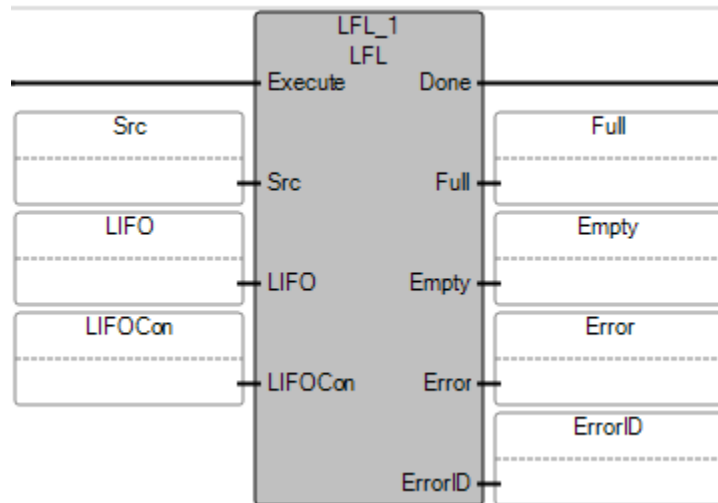 LFL_1
LFL
Execute Done
Src Full
Src Full
LIFO Empty
LIFO Empty
LIFOCon Error
LIFOCon Error
ErrorID
ErrorID